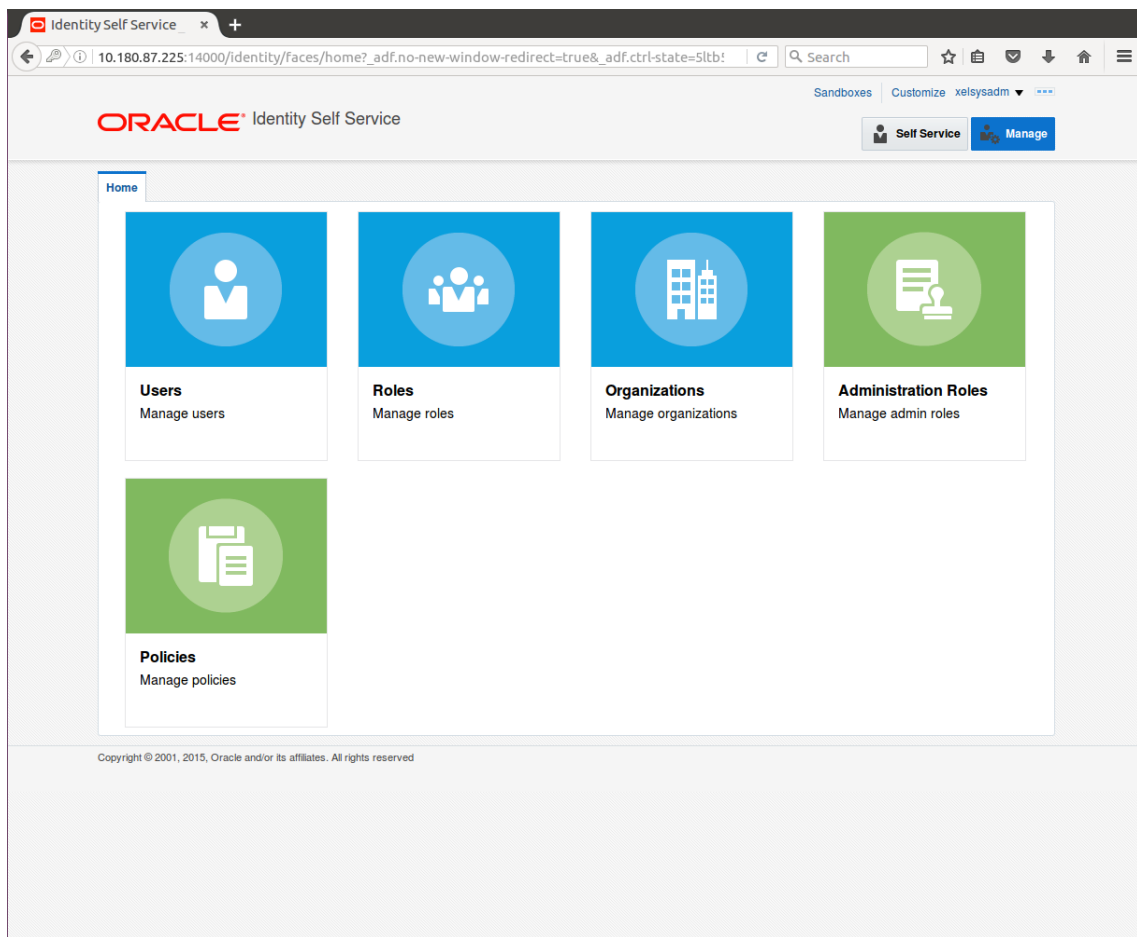 Identity Self Service _
10.180.87.225:14000/identity/faces/home?_adf.no-new-window-redirect=true&_adf.ctrl-state=5ltb5
Search
Sandboxes Customize xelsysadm
ORACLE Identity Self Service
Self Service Manage
Home
Users Roles Organizations Administration Roles
Manage users Manage roles Manage organizations Manage admin roles
Policies
Manage policies
Copyright © 2001, 2015, Oracle and/or its affiliates. All rights reserved